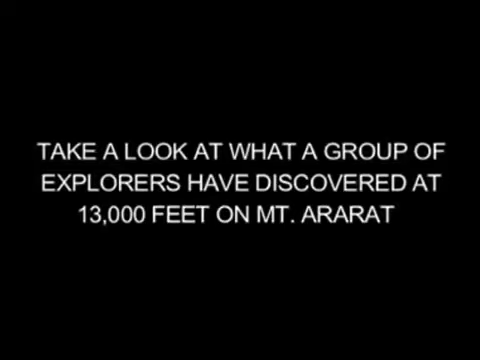 TAKE A LOOK AT WHAT A GROUP OF
EXPLORERS HAVE DISCOVERED AT
13,000 FEET ON MT. ARARAT